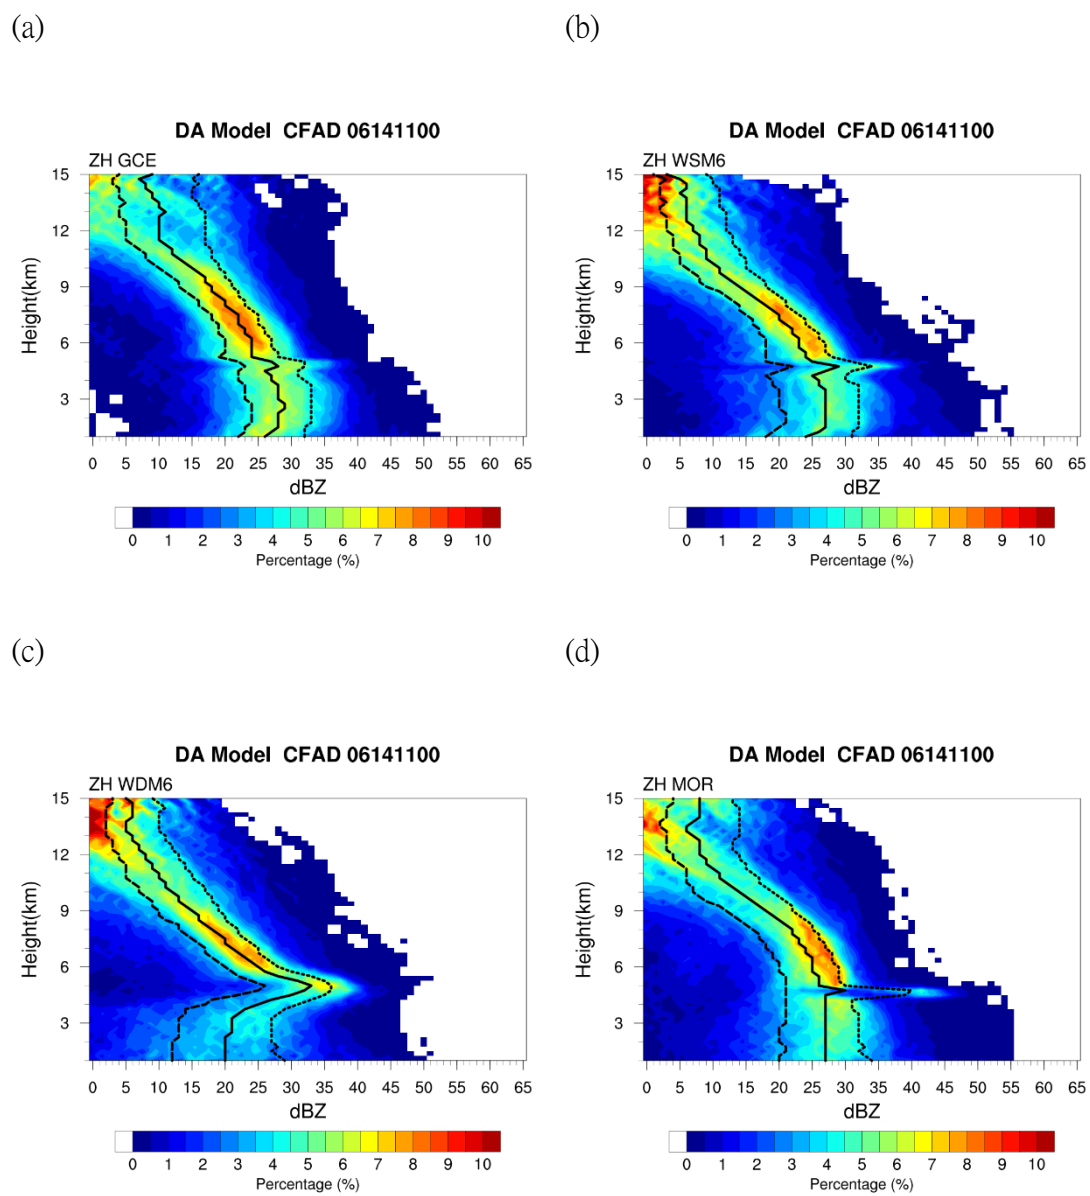 (a)
DA Model CFAD 06141100
ZH GCE
15
12
9
6
3
Height(km)
0 5 10 15 20 25 30 35 40 45 50 55 60 65
dBZ
0 1 2 3 4 5 6 7 8 9 10
Percentage (%)
(b)
DA Model CFAD 06141100
ZH WSM6
15
12
9
6
3
Height(km)
0 5 10 15 20 25 30 35 40 45 50 55 60 65
dBZ
0 1 2 3 4 5 6 7 8 9 10
Percentage (%)
(c)
DA Model CFAD 06141100
ZH WDM6
15
12
9
6
3
Height(km)
0 5 10 15 20 25 30 35 40 45 50 55 60 65
dBZ
0 1 2 3 4 5 6 7 8 9 10
Percentage (%)
(d)
DA Model CFAD 06141100
ZH MOR
15
12
9
6
3
Height(km)
0 5 10 15 20 25 30 35 40 45 50 55 60 65
dBZ
0 1 2 3 4 5 6 7 8 9 10
Percentage (%)